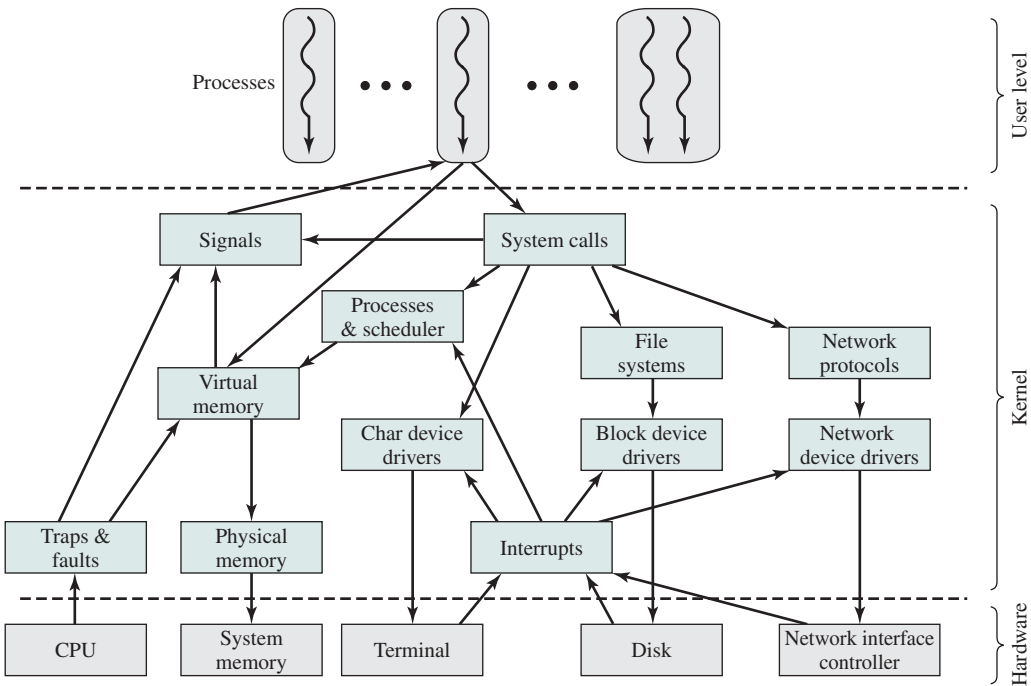 Processes
User level
Signals
System calls
Processes
& scheduler
File
systems
Network
protocols
Virtual
memory
Kernel
Char device
drivers
Block device
drivers
Network
device drivers
Traps &
faults
Physical
memory
Interrupts
CPU
System
memory
Terminal
Disk
Network interface
controller
Hardware